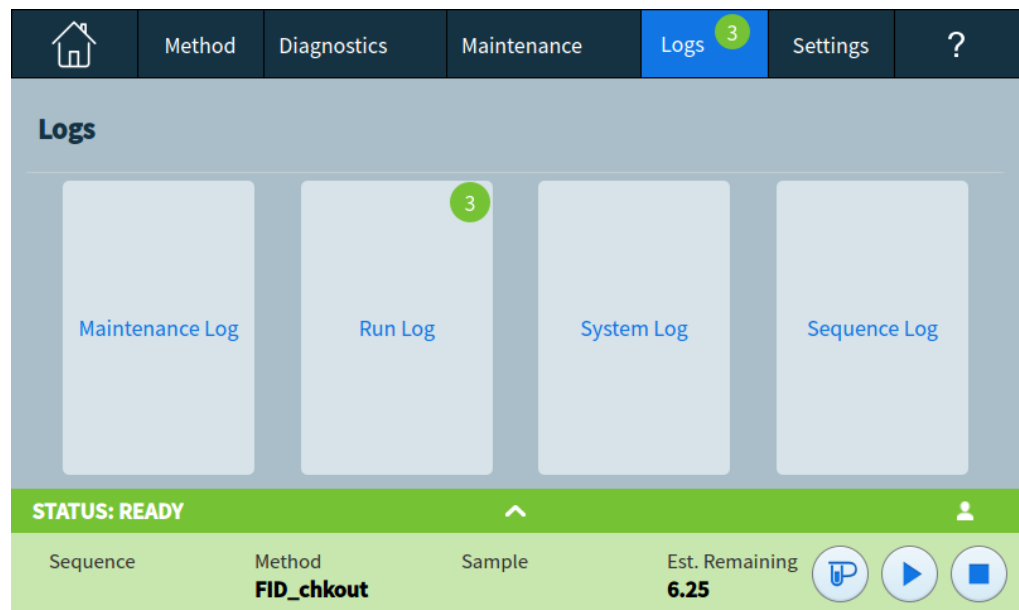 Method Diagnostics Maintenance Logs 3 Settings ?
Logs
3
Maintenance Log Run Log System Log Sequence Log
STATUS: READY
Sequence Method Sample Est. Remaining
FID_chkout 6.25